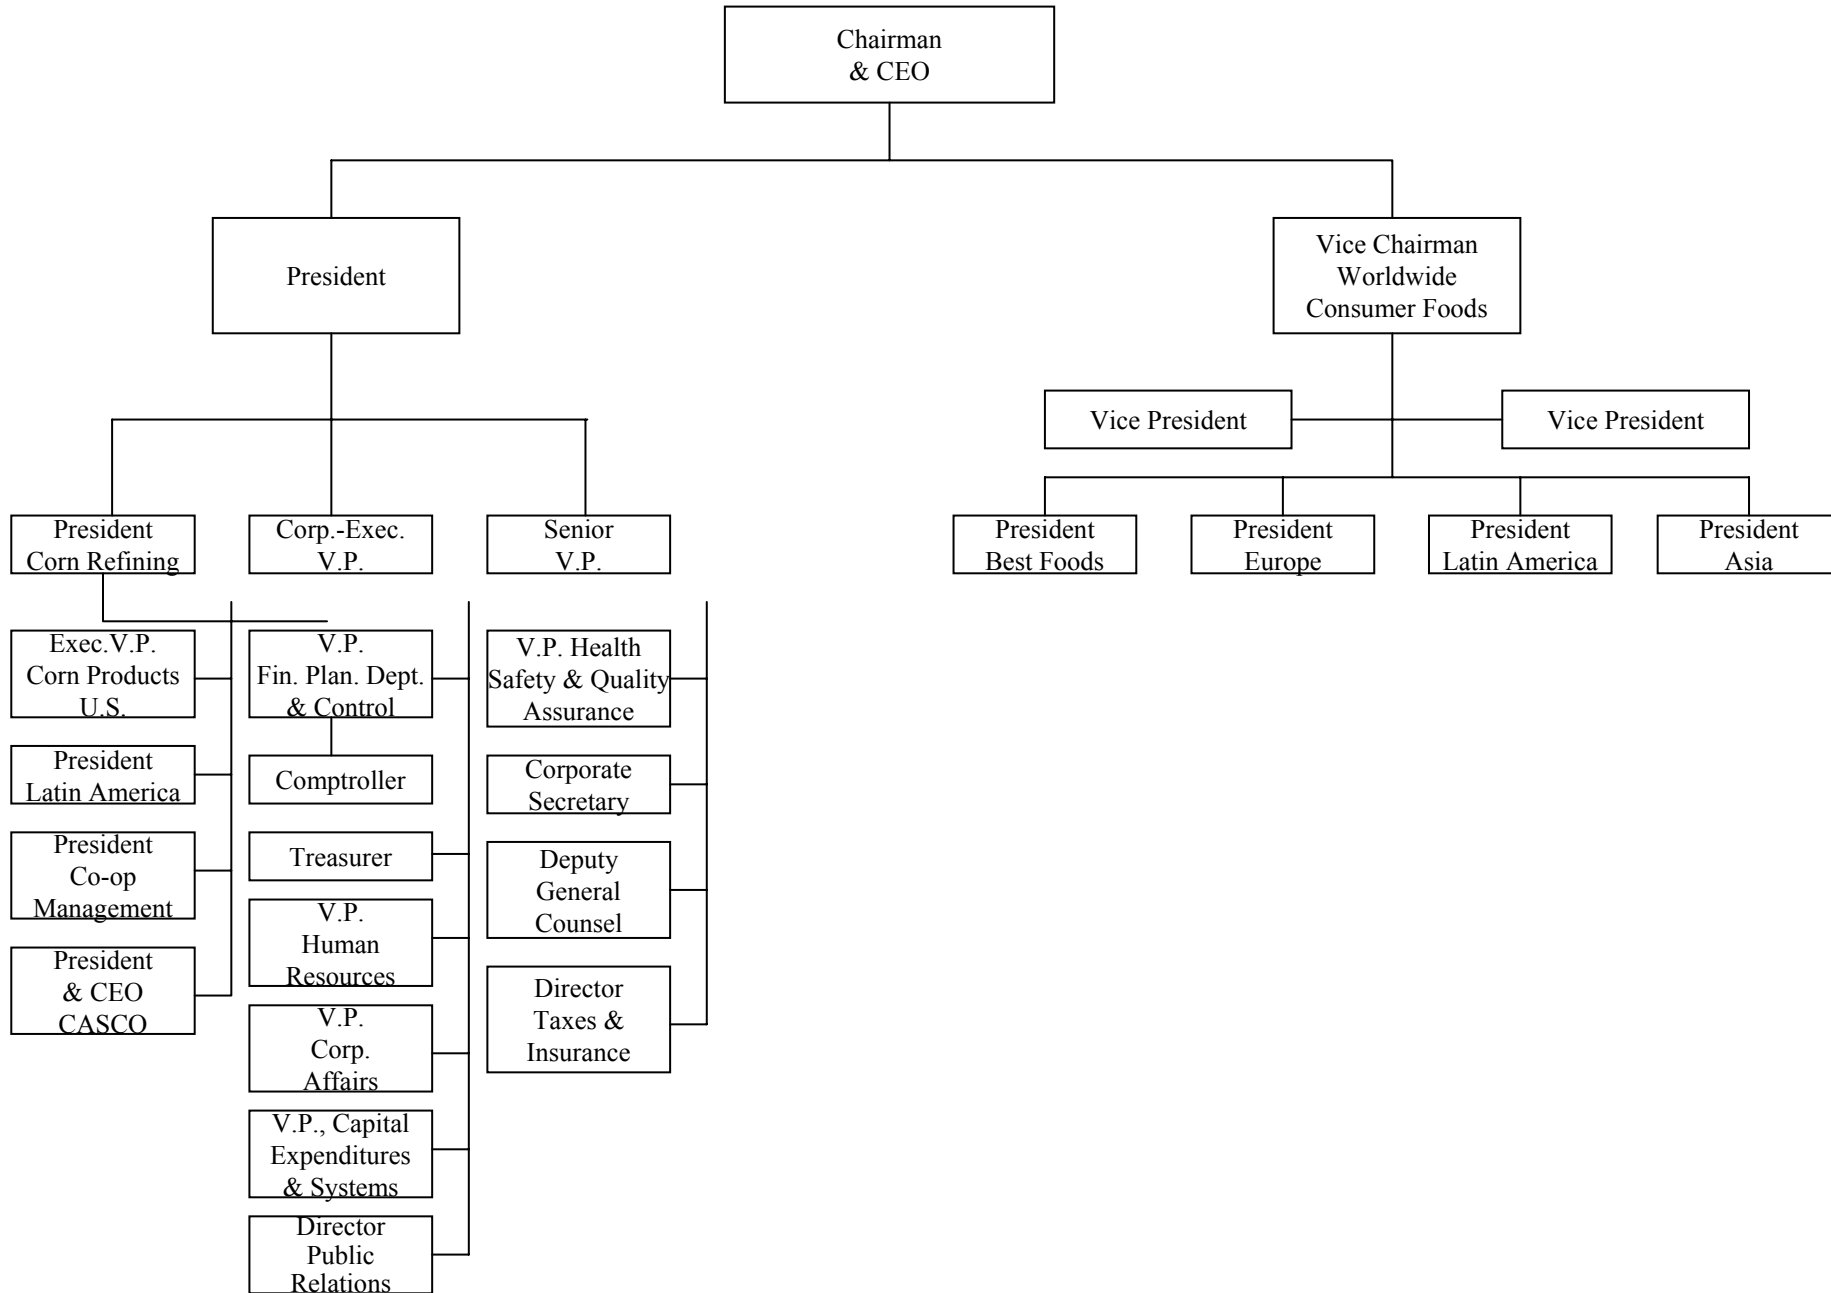 Chairman
& CEO
President
Vice Chairman
Worldwide
Consumer Foods
Vice President
Vice President
President
Corn Refining
Corp.-Exec.
V.P.
Senior
V.P.
President
Best Foods
President
Europe
President
Latin America
President
Asia
Exec.V.P.
Corn Products
U.S.
President
Latin America
President
Co-op
Management
President
& CEO
CASCO
V.P.
Fin. Plan. Dept.
& Control
Comptroller
Treasurer
V.P.
Human
Resources
V.P.
Corp.
Affairs
V.P., Capital
Expenditures
& Systems
Director
Public
Relations
V.P. Health
Safety & Quality
Assurance
Corporate
Secretary
Deputy
General
Counsel
Director
Taxes &
Insurance